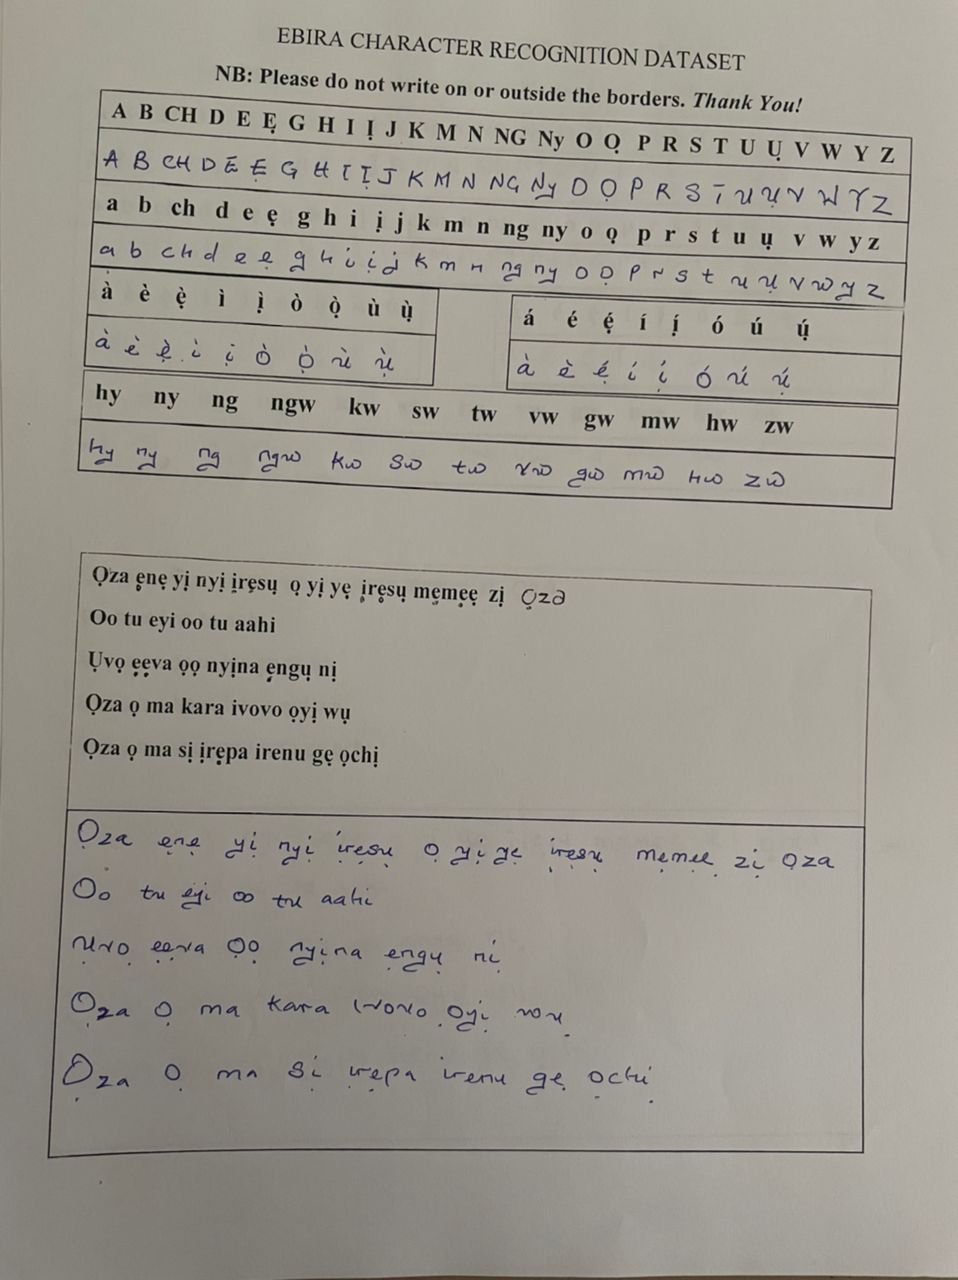 EBIRA CHARACTER RECOGNITION DATASET
NB: Please do not write on or outside the borders. Thank You!
A B CH D E Ẹ G H I Ị J K M N NG Ny O Ọ P R S T U Ụ V W Y Z
A B CH D E Ẹ G H I Ị J K M N NG Ny O Ọ P R S T U Ụ V W Y Z
a b ch d e ẹ g h i ị j k m n ng ny o ọ p r s t u ụ v w y z
a b ch d e ẹ g h i ị j k m n ng ny o ọ p r s t u ụ v w y z
à è ẹ̀ ì ị̀ ò ọ̀ ù ụ̀
à è ẹ̀ ì ị̀ ò ọ̀ ù ụ̀
á é ẹ́ í ị́ ó ú ụ́
à è ẹ́ í ị́ ó ú ụ́
hy ny ng ngw kw sw tw vw gw mw hw zw
hy ny ng ngw kw sw tw vw gw mw hw zw
Ọza ẹnẹ yị nyị ịrẹsụ ọ yị yẹ ịrẹsụ mẹmẹẹ zị ọza
Oo tu eyi oo tu aahi
Ụvọ ẹẹva ọọ nyịna ẹngụ nị
Ọza ọ ma kara ivovo ọyị wụ
Ọza ọ ma sị ịrẹpa irenu gẹ ọchị
Ọza ẹnẹ yị nyị ịrẹsụ ọ yị yẹ ịrẹsụ mẹmẹẹ zị ọza
Oo tu eyi oo tu aahi
Ụvọ ẹẹva ọọ nyịna ẹngụ nị
Ọza ọ ma kara ivovo ọyị wụ
Ọza ọ ma sị ịrẹpa irenu gẹ ọchị